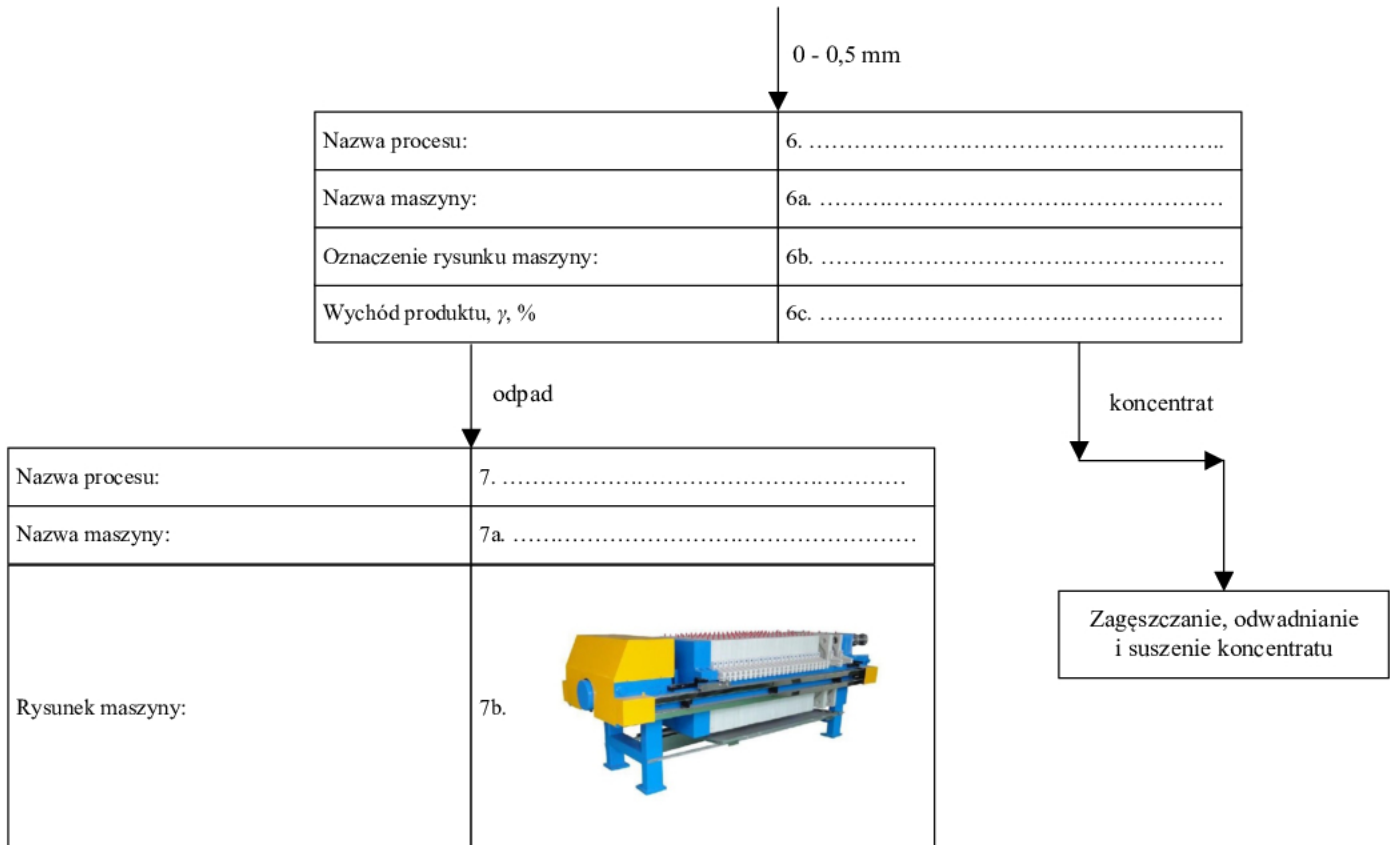 0 - 0,5 mm
Nazwa procesu: 6. ……………………………………………………..
Nazwa maszyny: 6a. ……………………………………………………
Oznaczenie rysunku maszyny: 6b. ……………………………………………………
Wychód produktu, γ, % 6c. ……………………………………………………
odpad
koncentrat
Nazwa procesu: 7. ……………………………………………………
Nazwa maszyny: 7a. ……………………………………………………
Zagęszczanie, odwadnianie
i suszenie koncentratu
Rysunek maszyny: 7b.